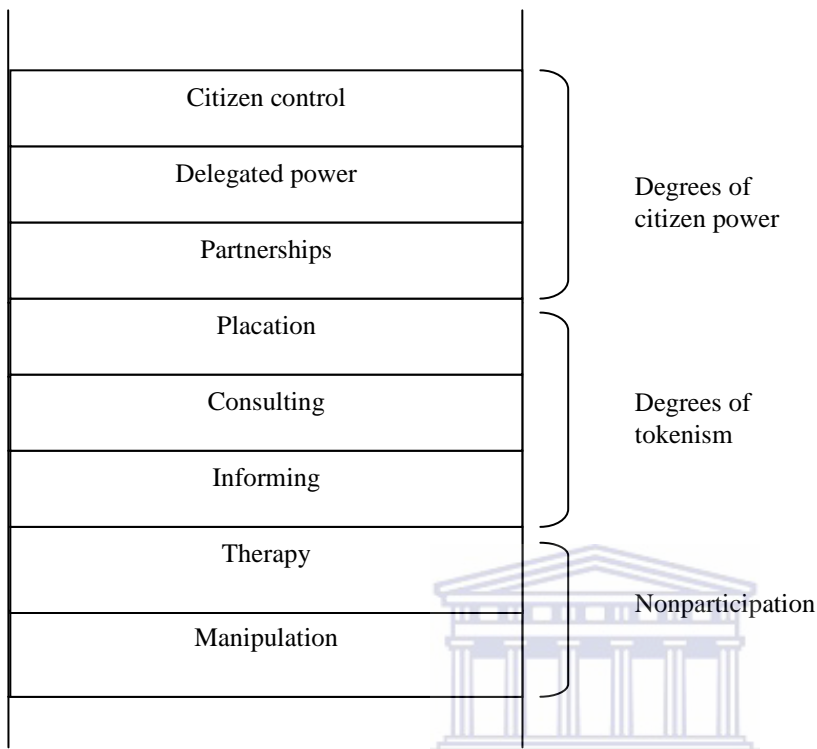 Citizen control
Delegated power
Partnerships
Degrees of
citizen power
Placation
Consulting
Informing
Degrees of
tokenism
Therapy
Manipulation
Nonparticipation